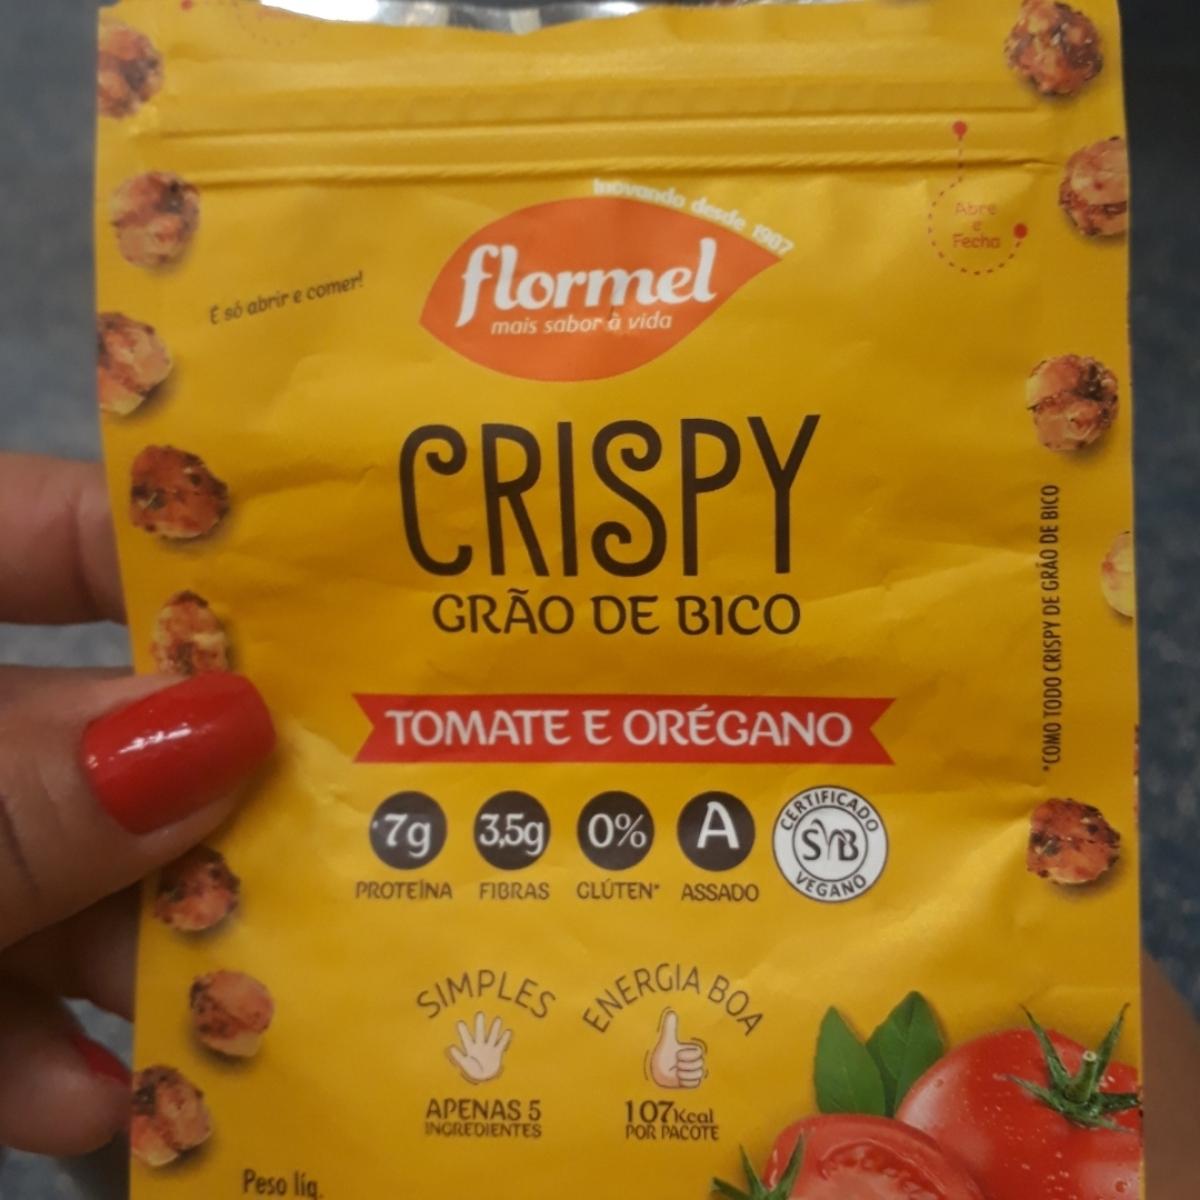 Inovando desde 1987
flormel
mais sabor à vida
É só abrir e comer!
Abre
e
Fecha
CRISPY
GRÃO DE BICO
TOMATE E ORÉGANO
7g
PROTEÍNA
3,5g
FIBRAS
0%
GLÚTEN*
A
ASSADO
CERTIFICADO
SVB
VEGANO
*COMO TODO CRISPY DE GRÃO DE BICO
SIMPLES
APENAS 5
INGREDIENTES
ENERGIA BOA
107Kcal
POR PACOTE
Peso líq.